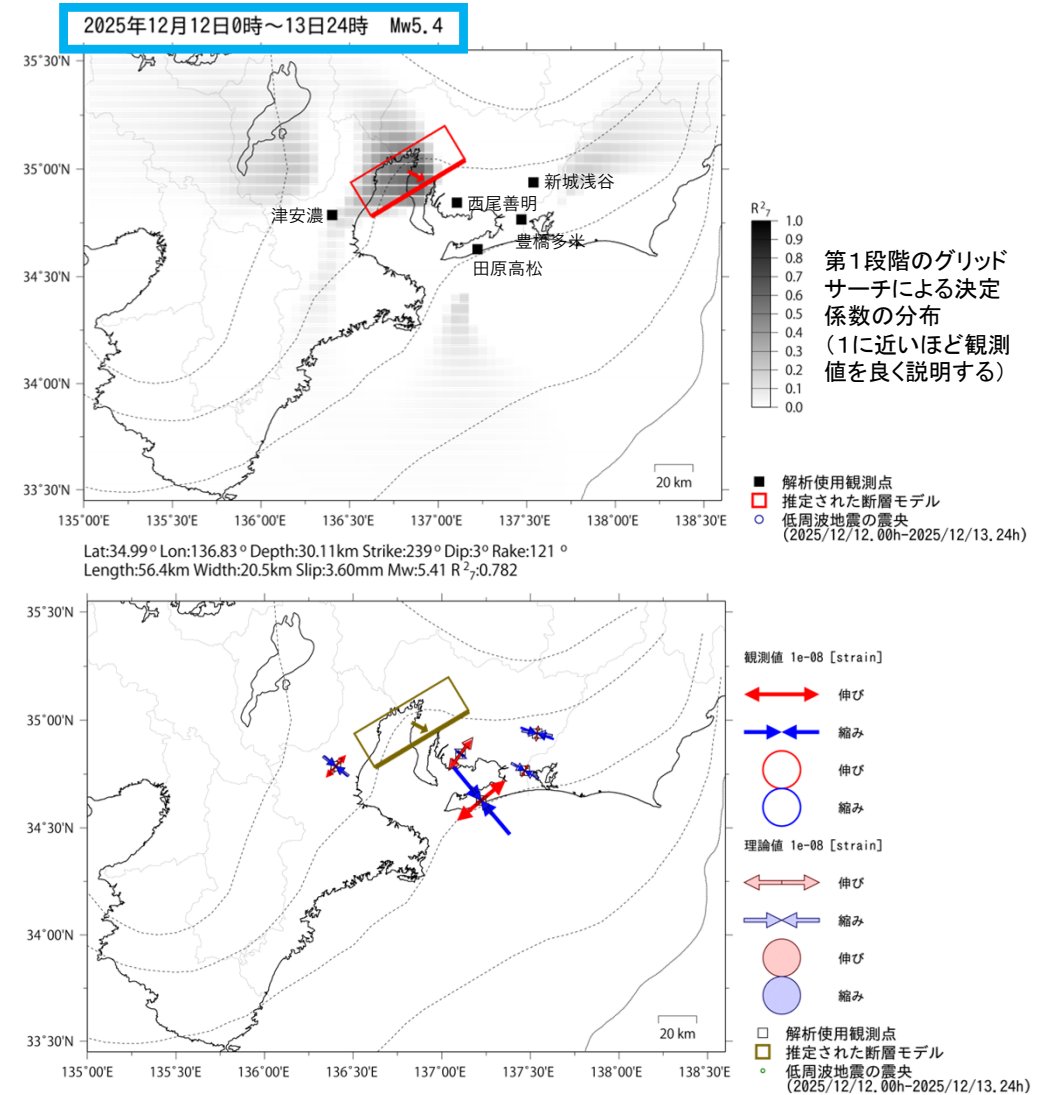 2025年12月12日0時～13日24時 Mw5.4
35˚30'N
35˚00'N
34˚30'N
34˚00'N
33˚30'N
135˚00'E
135˚30'E
136˚00'E
136˚30'E
137˚00'E
137˚30'E
138˚00'E
138˚30'E
新城浅谷
西尾善明
津安濃
豊橋多米
田原高松
20 km
R²₇
1.0
0.9
0.8
0.7
0.6
0.5
0.4
0.3
0.2
0.1
0.0
第１段階のグリッド
サーチによる決定
係数の分布
（１に近いほど観測
値を良く説明する）
解析使用観測点
推定された断層モデル
低周波地震の震央
(2025/12/12.00h-2025/12/13.24h)
Lat:34.99 º Lon:136.83 º Depth:30.11km Strike:239 º Dip:3º Rake:121 º
Length:56.4km Width:20.5km Slip:3.60mm Mw:5.41 R²₇:0.782
35˚30'N
35˚00'N
34˚30'N
34˚00'N
33˚30'N
135˚00'E
135˚30'E
136˚00'E
136˚30'E
137˚00'E
137˚30'E
138˚00'E
138˚30'E
20 km
観測値 1e-08 [strain]
伸び
縮み
伸び
縮み
理論値 1e-08 [strain]
伸び
縮み
伸び
縮み
解析使用観測点
推定された断層モデル
低周波地震の震央
(2025/12/12.00h-2025/12/13.24h)